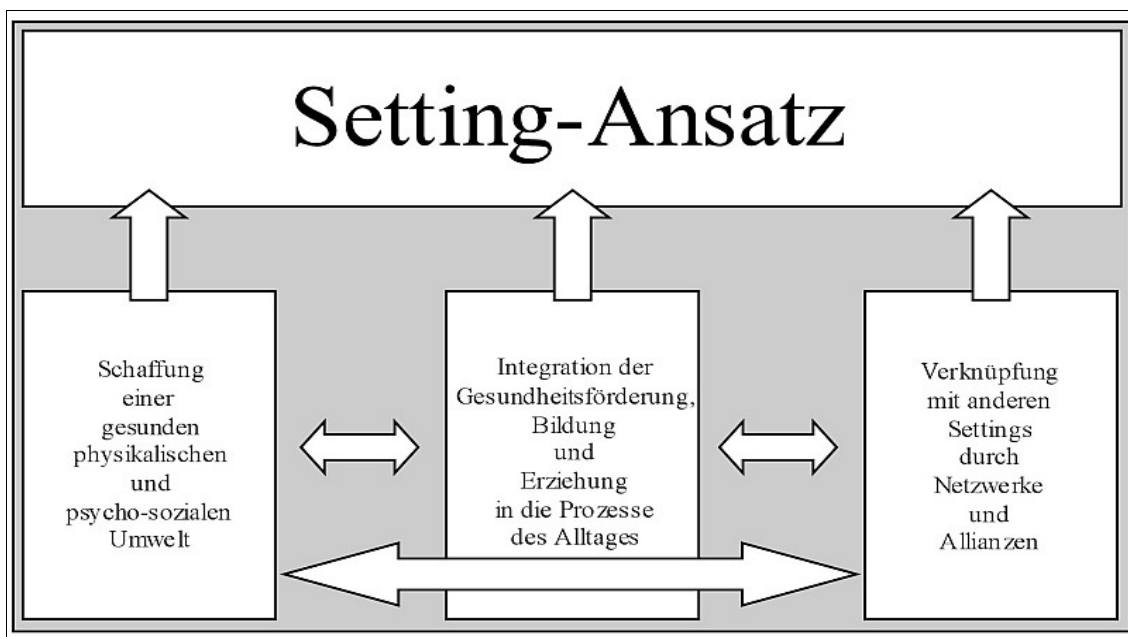 Setting-Ansatz
Schaffung
einer
gesunden
physikalischen
und
psycho-sozialen
Umwelt
Integration der
Gesundheitsförderung,
Bildung
und
Erziehung
in die Prozesse
des Alltages
Verknüpfung
mit anderen
Settings
durch
Netzwerke
und
Allianzen